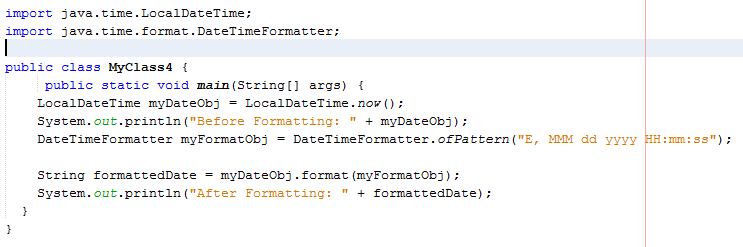 import java.time.LocalDateTime;
import java.time.format.DateTimeFormatter;
public class MyClass4 {
public static void main(String[] args) {
LocalDateTime myDateObj = LocalDateTime.now();
System.out.println("Before Formatting: " + myDateObj);
DateTimeFormatter myFormatObj = DateTimeFormatter.ofPattern("E, MMM dd yyyy HH:mm:ss");
String formattedDate = myDateObj.format(myFormatObj);
System.out.println("After Formatting: " + formattedDate);
}
}